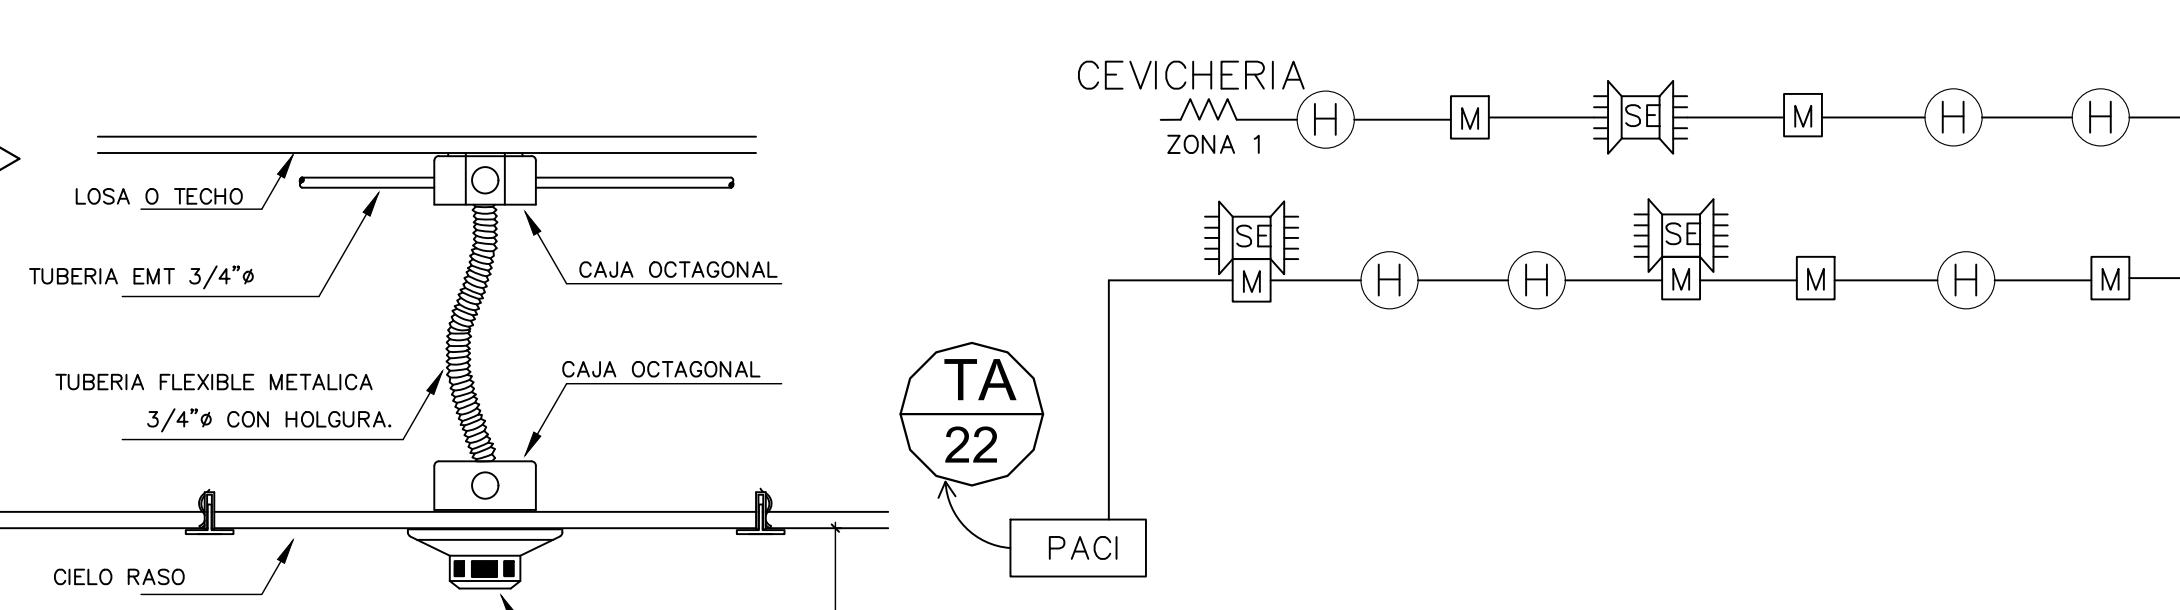 LOSA O TECHO
TUBERIA EMT 3/4"ø
CAJA OCTAGONAL
TUBERIA FLEXIBLE METALICA
3/4"ø CON HOLGURA.
CAJA OCTAGONAL
CIELO RASO
CEVICHERIA
ZONA 1
H M SE M H H
SE SE
M H H M M H M
TA
22
PACI